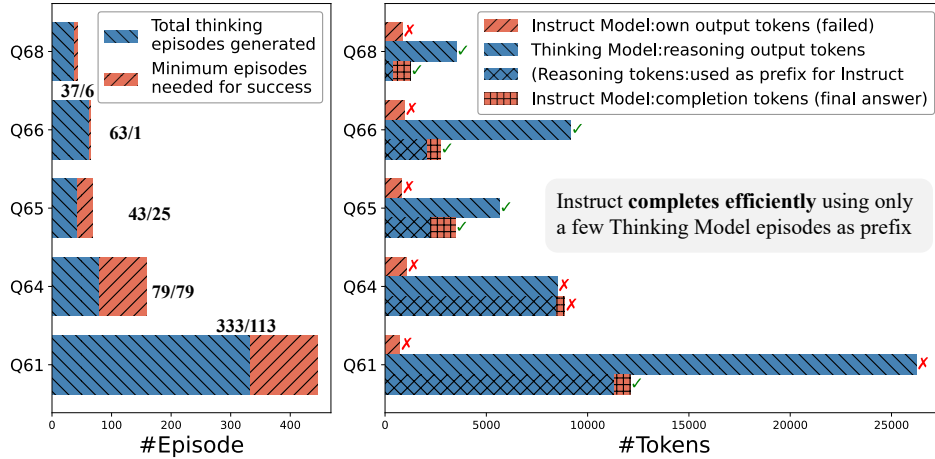 Total thinking
episodes generated
Minimum episodes
needed for success
Q68
37/6
Q66
63/1
Q65
43/25
Q64
79/79
333/113
Q61
0
100
200
300
400
#Episode
Instruct Model:own output tokens (failed)
Thinking Model:reasoning output tokens
(Reasoning tokens:used as prefix for Instruct
Instruct Model:completion tokens (final answer)
Q68
✗
✓
✓
Q66
✗
✓
✓
Q65
✗
✓
✓
Instruct completes efficiently using only
a few Thinking Model episodes as prefix
Q64
✗
✗
✗
Q61
✗
✗
✓
0
5000
10000
15000
20000
25000
#Tokens